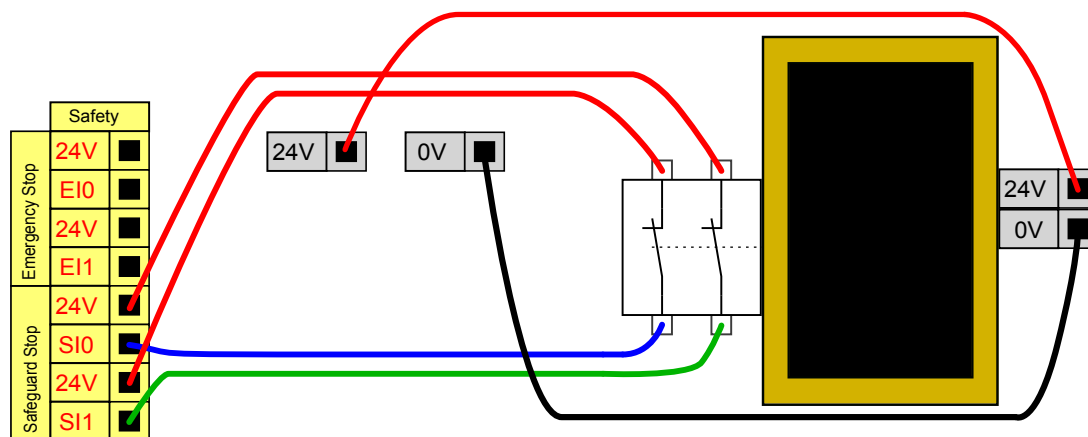 Safety
Emergency Stop
24V
EI0
24V
EI1
Safeguard Stop
24V
SI0
24V
SI1
24V
0V
24V
0V